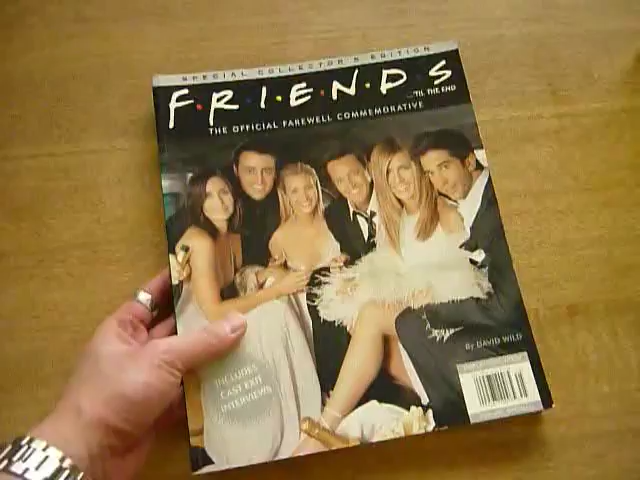 SPECIAL COLLECTOR'S EDITION
F·R·I·E·N·D·S
...'TIL THE END
THE OFFICIAL FAREWELL COMMEMORATIVE
By DAVID WILD
INCLUDES
CAST EXIT
INTERVIEWS